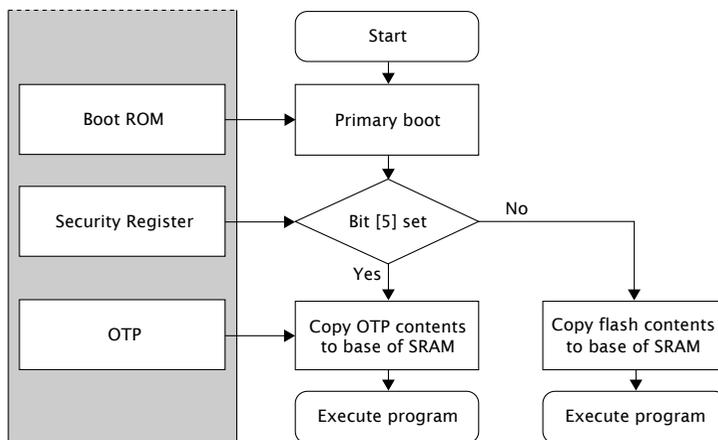 Start
Boot ROM
Primary boot
Security Register
Bit [5] set
No
Yes
OTP
Copy OTP contents
to base of SRAM
Copy flash contents
to base of SRAM
Execute program
Execute program